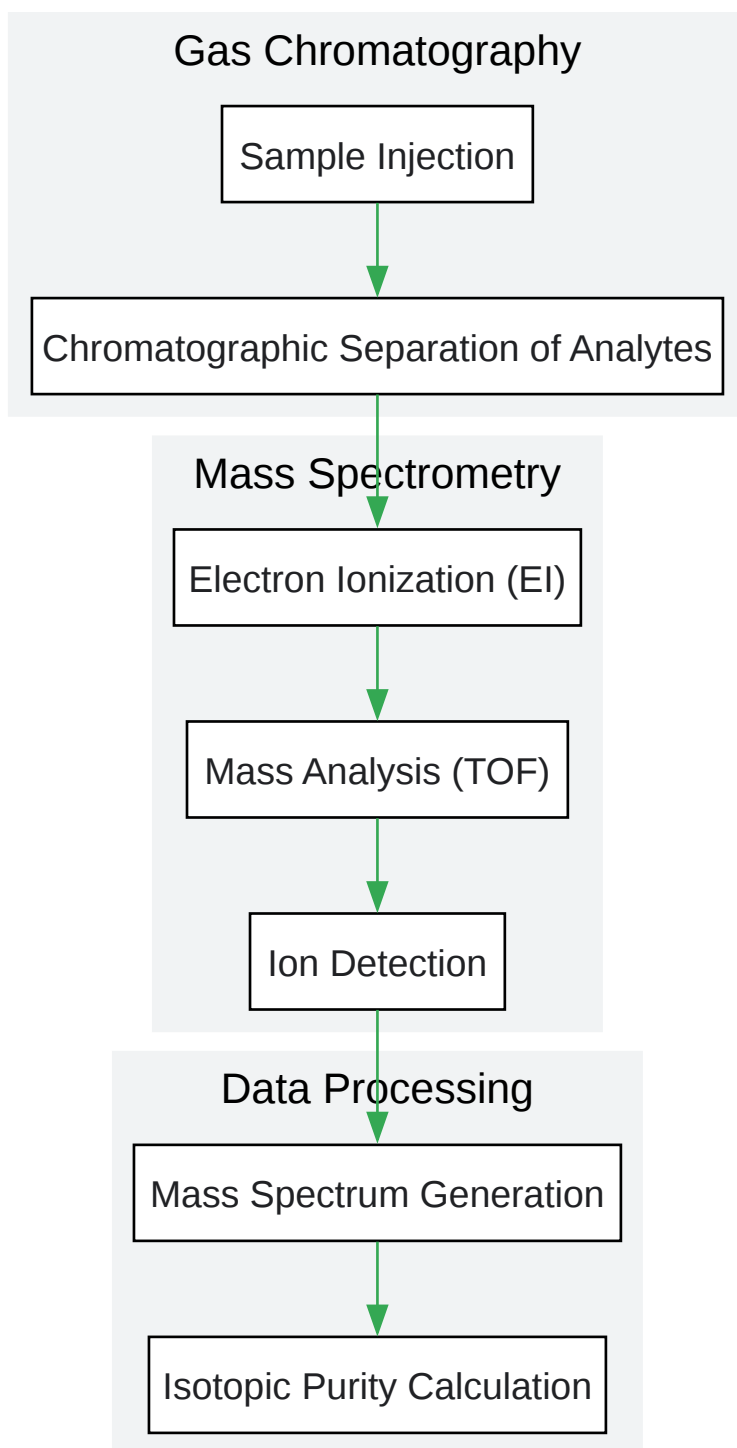 Gas Chromatography
Sample Injection
Chromatographic Separation of Analytes
Mass Spectrometry
Electron Ionization (EI)
Mass Analysis (TOF)
Ion Detection
Data Processing
Mass Spectrum Generation
Isotopic Purity Calculation